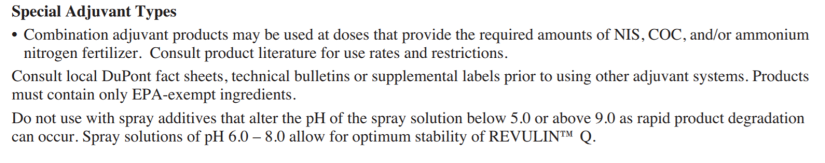 Special Adjuvant Types
• Combination adjuvant products may be used at doses that provide the required amounts of NIS, COC, and/or ammonium
nitrogen fertilizer.  Consult product literature for use rates and restrictions.
Consult local DuPont fact sheets, technical bulletins or supplemental labels prior to using other adjuvant systems. Products
must contain only EPA-exempt ingredients.
Do not use with spray additives that alter the pH of the spray solution below 5.0 or above 9.0 as rapid product degradation
can occur. Spray solutions of pH 6.0 – 8.0 allow for optimum stability of REVULIN™ Q.